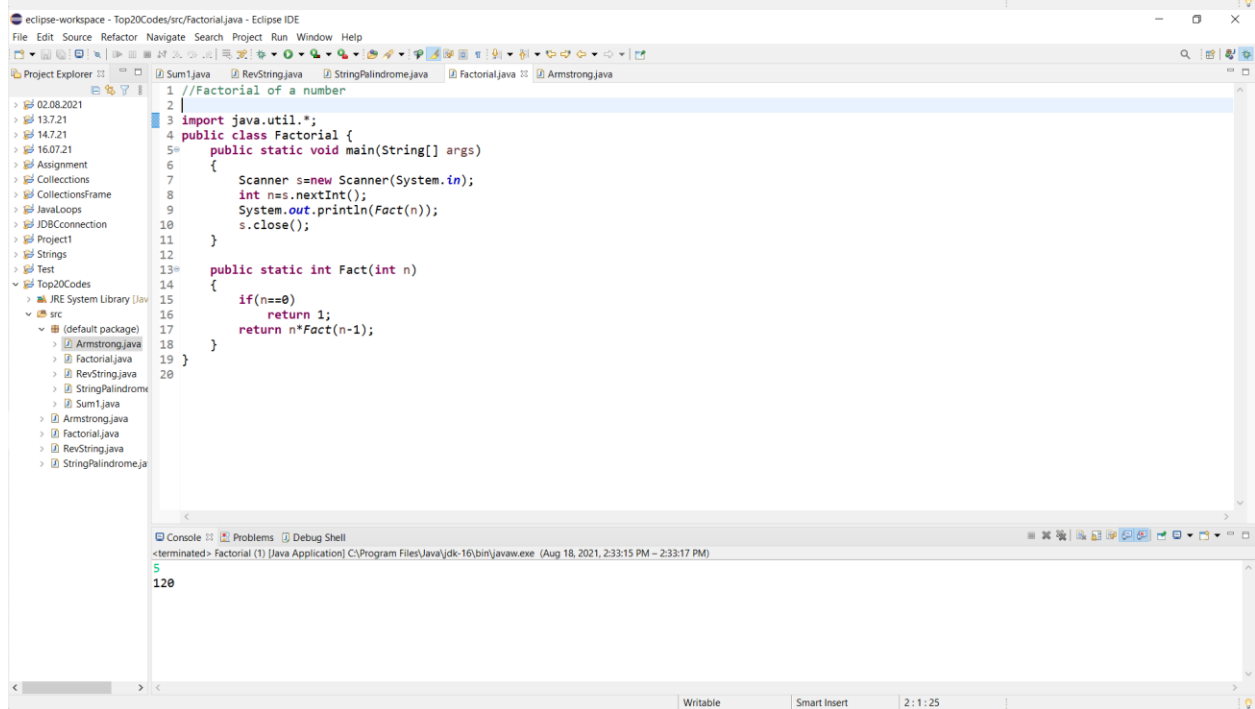 eclipse-workspace - Top20Codes/src/Factorial.java - Eclipse IDE
File Edit Source Refactor Navigate Search Project Run Window Help
Project Explorer
Sum1.java RevString.java StringPalindrome.java Factorial.java Armstrong.java
02.08.2021
13.7.21
14.7.21
16.07.21
Assignment
Collecctions
CollectionsFrame
JavaLoops
JDBCconnection
Project1
Strings
Test
Top20Codes
JRE System Library [Jav
src
(default package)
Armstrong.java
Factorial.java
RevString.java
StringPalindrome
Sum1.java
Armstrong.java
Factorial.java
RevString.java
StringPalindrome.ja
1 //Factorial of a number
2
3 import java.util.*;
4 public class Factorial {
5 public static void main(String[] args)
6 {
7 Scanner s=new Scanner(System.in);
8 int n=s.nextInt();
9 System.out.println(Fact(n));
10 s.close();
11 }
12
13 public static int Fact(int n)
14 {
15 if(n==0)
16 return 1;
17 return n*Fact(n-1);
18 }
19 }
20
Console Problems Debug Shell
<terminated> Factorial (1) [Java Application] C:\Program Files\Java\jdk-16\bin\javaw.exe (Aug 18, 2021, 2:33:15 PM – 2:33:17 PM)
5
120
Writable Smart Insert 2 : 1 : 25